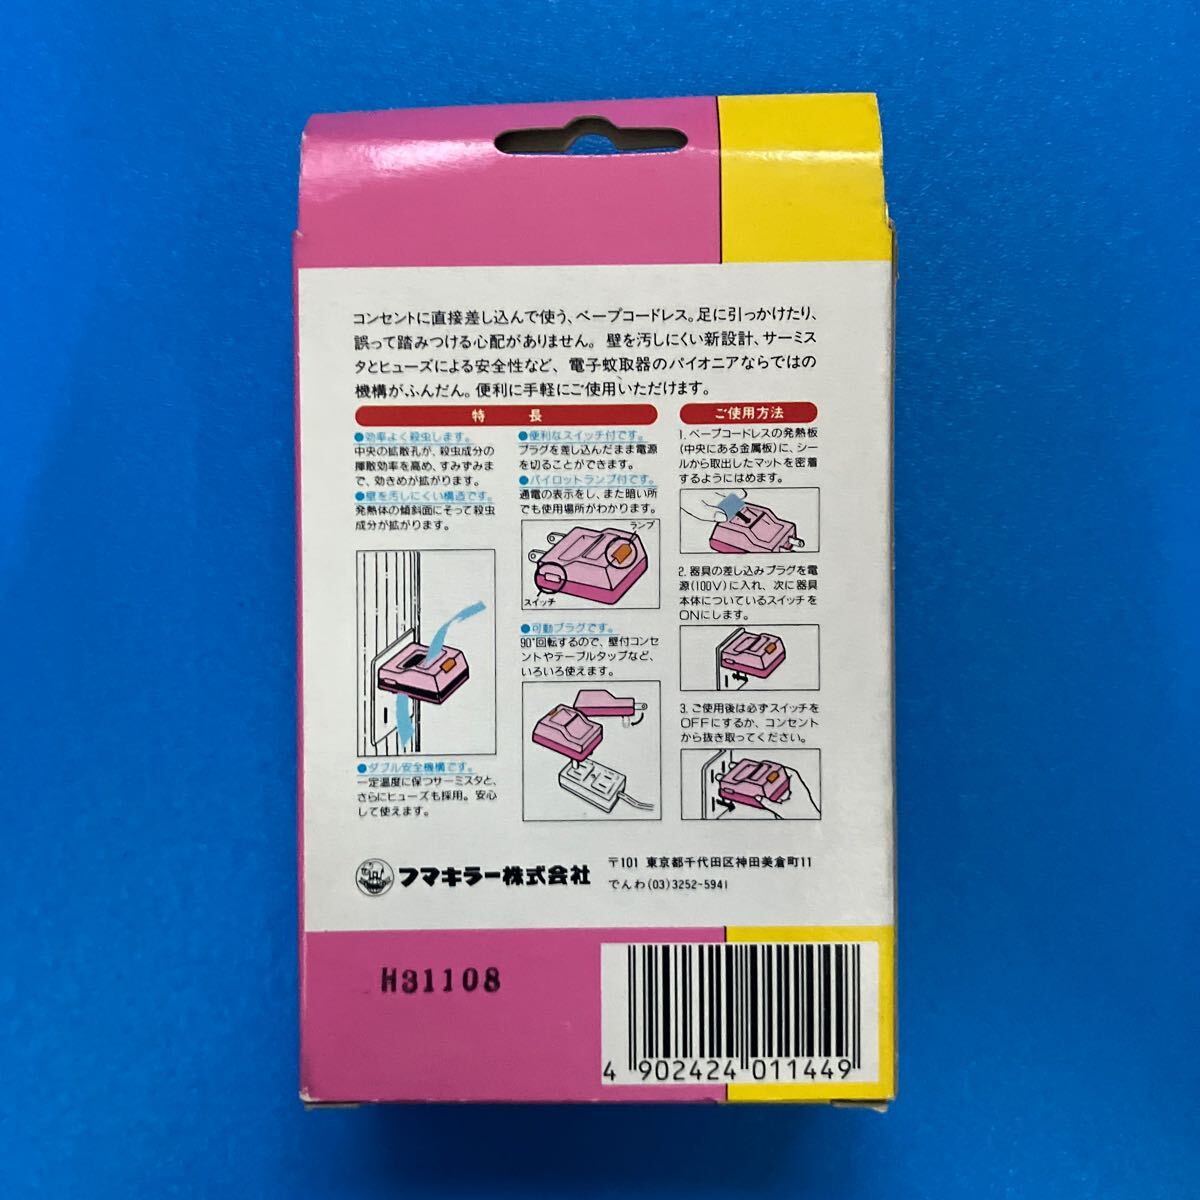 コンセントに直接差し込んで使う、ベープコードレス。足に引っかけたり、
誤って踏みつける心配がありません。壁を汚しにくい新設計、サーミス
タとヒューズによる安全性など、電子蚊取器のパイオニアならではの
機構がふんだん。便利に手軽にご使用いただけます。
特 長
●効率よく殺虫します。
中央の拡散孔が、殺虫成分の
揮散効率を高め、すみずみま
で、効きめが拡がります。
●壁を汚しにくい構造です。
発熱体の傾斜面にそって殺虫
成分が拡がります。
●ダブル安全機構です。
一定温度に保つサーミスタと、
さらにヒューズも採用。安心
して使えます。
●便利なスイッチ付です。
プラグを差し込んだまま電源
を切ることができます。
●パイロットランプ付です。
通電の表示をし、また暗い所
でも使用場所がわかります。
ランプ
スイッチ
●可動プラグです。
90°回転するので、壁付コンセ
ントやテーブルタップなど、
いろいろ使えます。
ご使用方法
1. ベープコードレスの発熱板
(中央にある金属板)に、シー
ルから取出したマットを密着
するようにはめます。
2. 器具の差し込みプラグを電
源(100V)に入れ、次に器具
本体についているスイッチを
ONにします。
3. ご使用後は必ずスイッチを
OFFにするか、コンセント
から抜き取ってください。
フマキラー株式会社
〒101 東京都千代田区神田美倉町11
でんわ(03)3252-5941
H31108
4 902424 011449